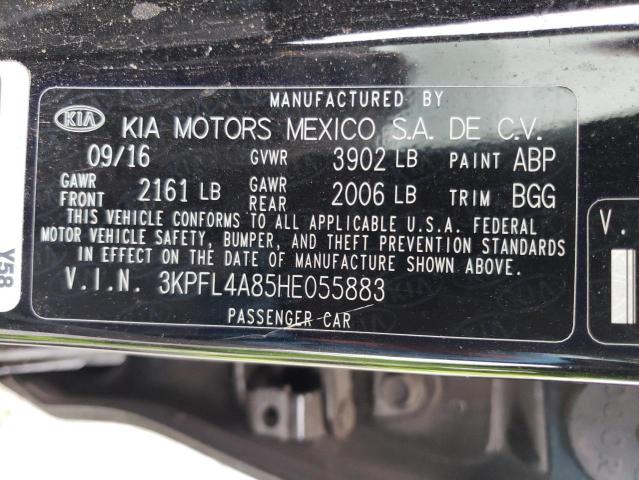 MANUFACTURED BY
KIA KIA MOTORS MEXICO S.A. DE C.V.
09/16 GVWR 3902 LB PAINT ABP
GAWR FRONT 2161 LB GAWR REAR 2006 LB TRIM BGG
THIS VEHICLE CONFORMS TO ALL APPLICABLE U.S.A. FEDERAL
MOTOR VEHICLE SAFETY, BUMPER, AND THEFT PREVENTION STANDARDS
IN EFFECT ON THE DATE OF MANUFACTURE SHOWN ABOVE.
V.I.N. 3KPFL4A85HE055883
PASSENGER CAR
Y58
V.